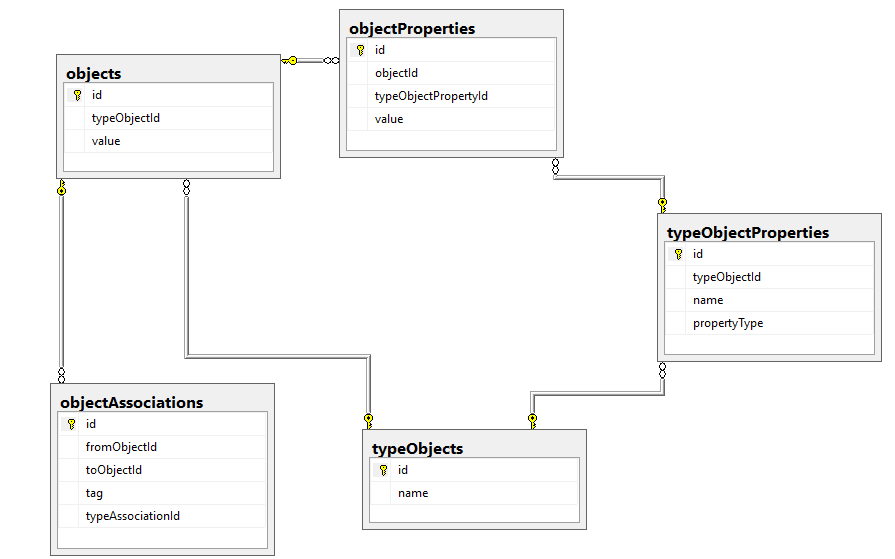 objectProperties
id
objectId
typeObjectPropertyId
value
objects
id
typeObjectId
value
typeObjectProperties
id
typeObjectId
name
propertyType
objectAssociations
id
fromObjectId
toObjectId
tag
typeAssociationId
typeObjects
id
name